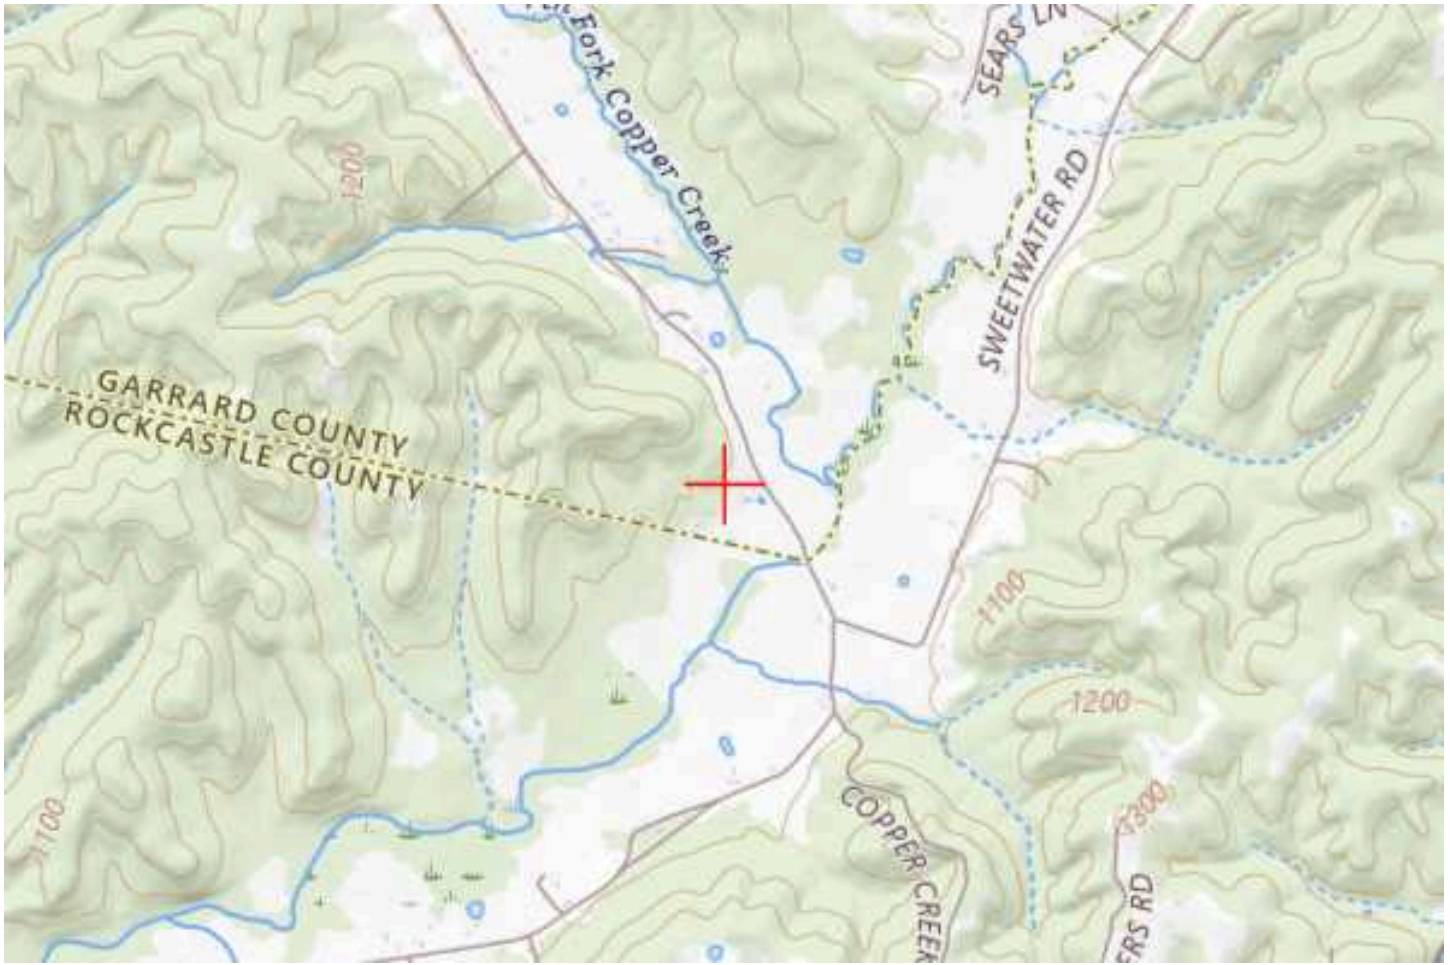 Fork Copper Creek
SEARS LN
1200
SWEETWATER RD
GARRARD COUNTY
ROCKCASTLE COUNTY
1100
1200
1300
1100
COPPER CREEK
RD